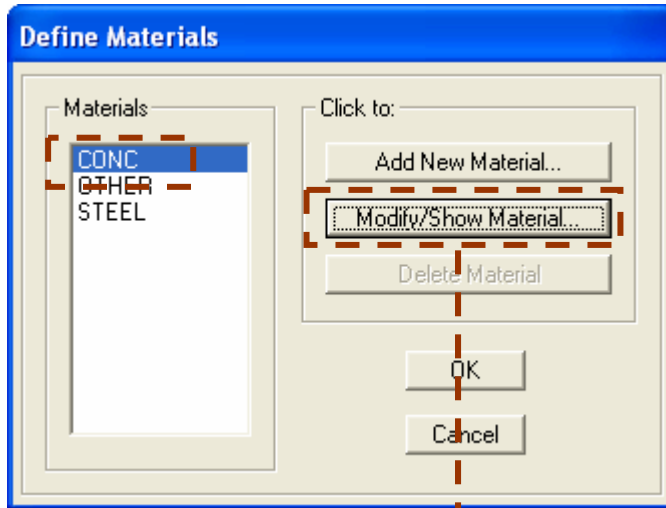 Define Materials
Materials
CONC
OTHER
STEEL
Click to:
Add New Material...
Modify/Show Material...
Delete Material
OK
Cancel